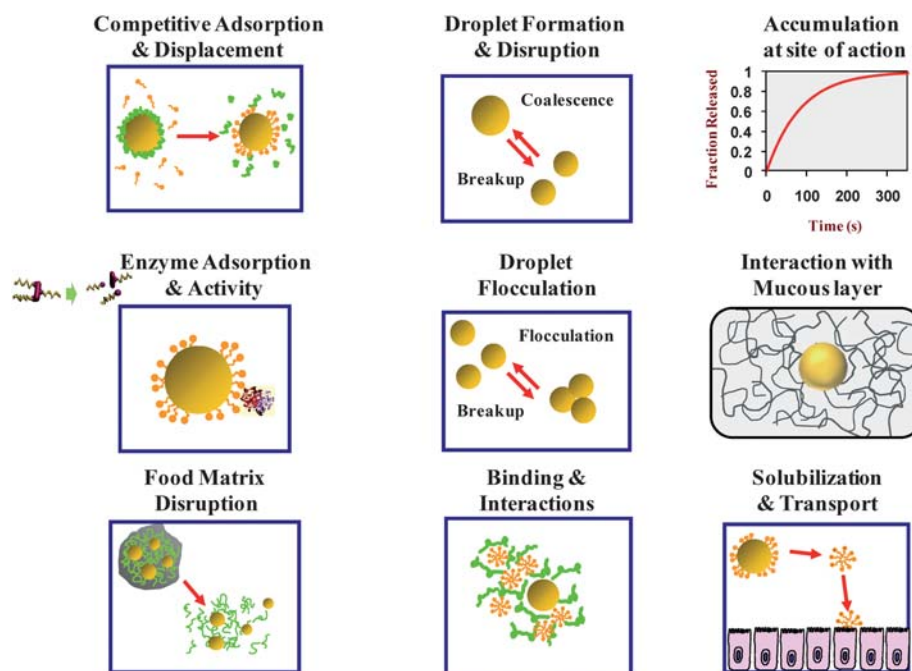 Competitive Adsorption
& Displacement
Droplet Formation
& Disruption
Coalescence
Breakup
Accumulation
at site of action
Fraction Released
1
0.8
0.6
0.4
0.2
0
0 100 200 300
Time (s)
Enzyme Adsorption
& Activity
Droplet
Flocculation
Flocculation
Breakup
Interaction with
Mucous layer
Food Matrix
Disruption
Binding &
Interactions
Solubilization
& Transport